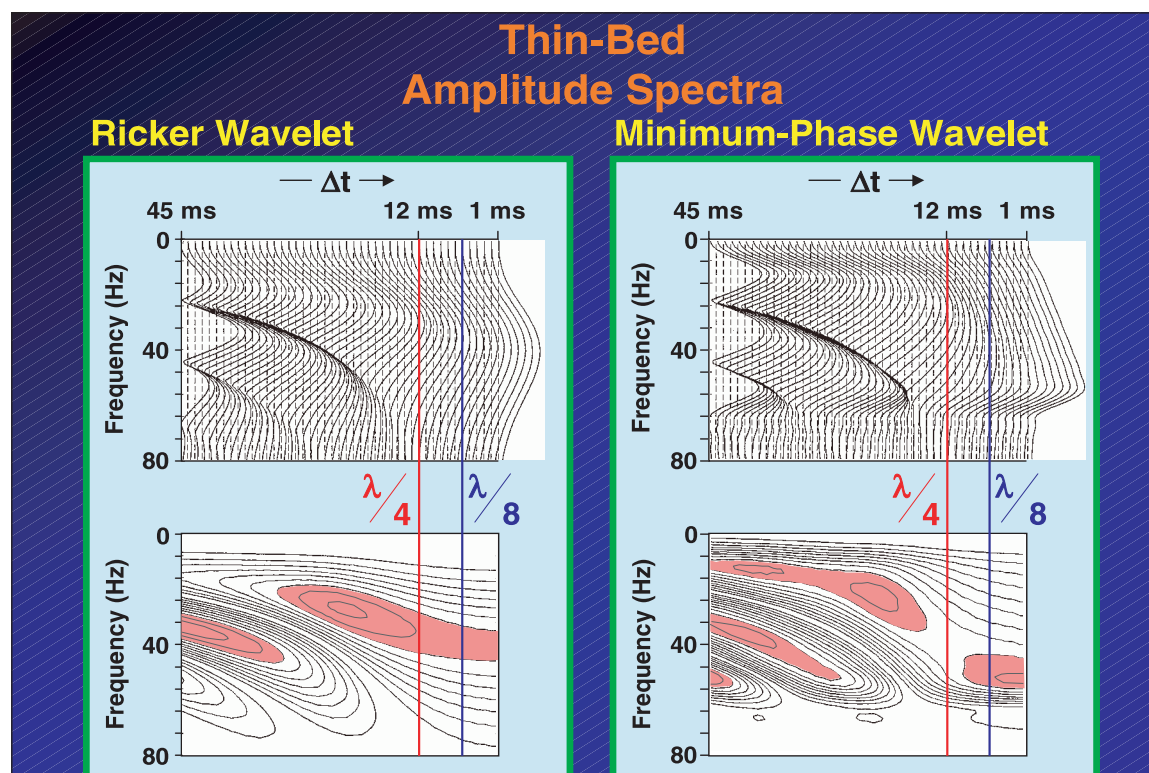 Thin-Bed
Amplitude Spectra
Ricker Wavelet
— Δt →
45 ms 12 ms 1 ms
Frequency (Hz)
0
40
80
λ/4 λ/8
Frequency (Hz)
0
40
80
Minimum-Phase Wavelet
— Δt →
45 ms 12 ms 1 ms
Frequency (Hz)
0
40
80
λ/4 λ/8
Frequency (Hz)
0
40
80